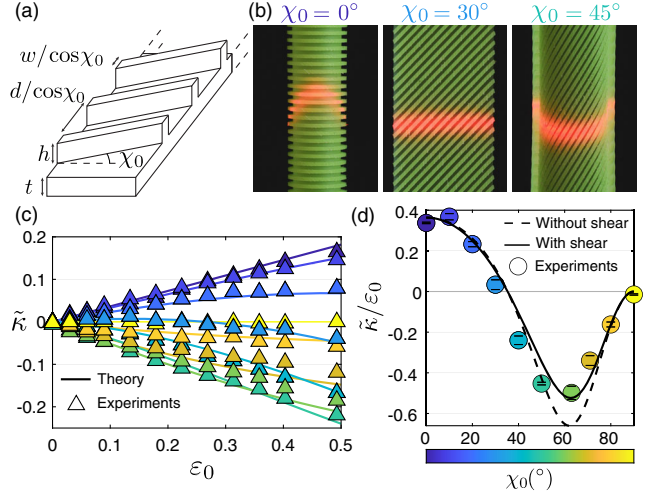 (a)
w/cosχ₀
d/cosχ₀
h
χ₀
t
(b)
χ₀ = 0° χ₀ = 30° χ₀ = 45°
(c)
0.2
0.1
0
-0.1
-0.2
κ̃
Theory
Experiments
0 0.1 0.2 0.3 0.4 0.5
ε₀
(d)
0.4
0.2
0
-0.2
-0.4
-0.6
κ̃/ε₀
Without shear
With shear
Experiments
0 20 40 60 80
χ₀(°)